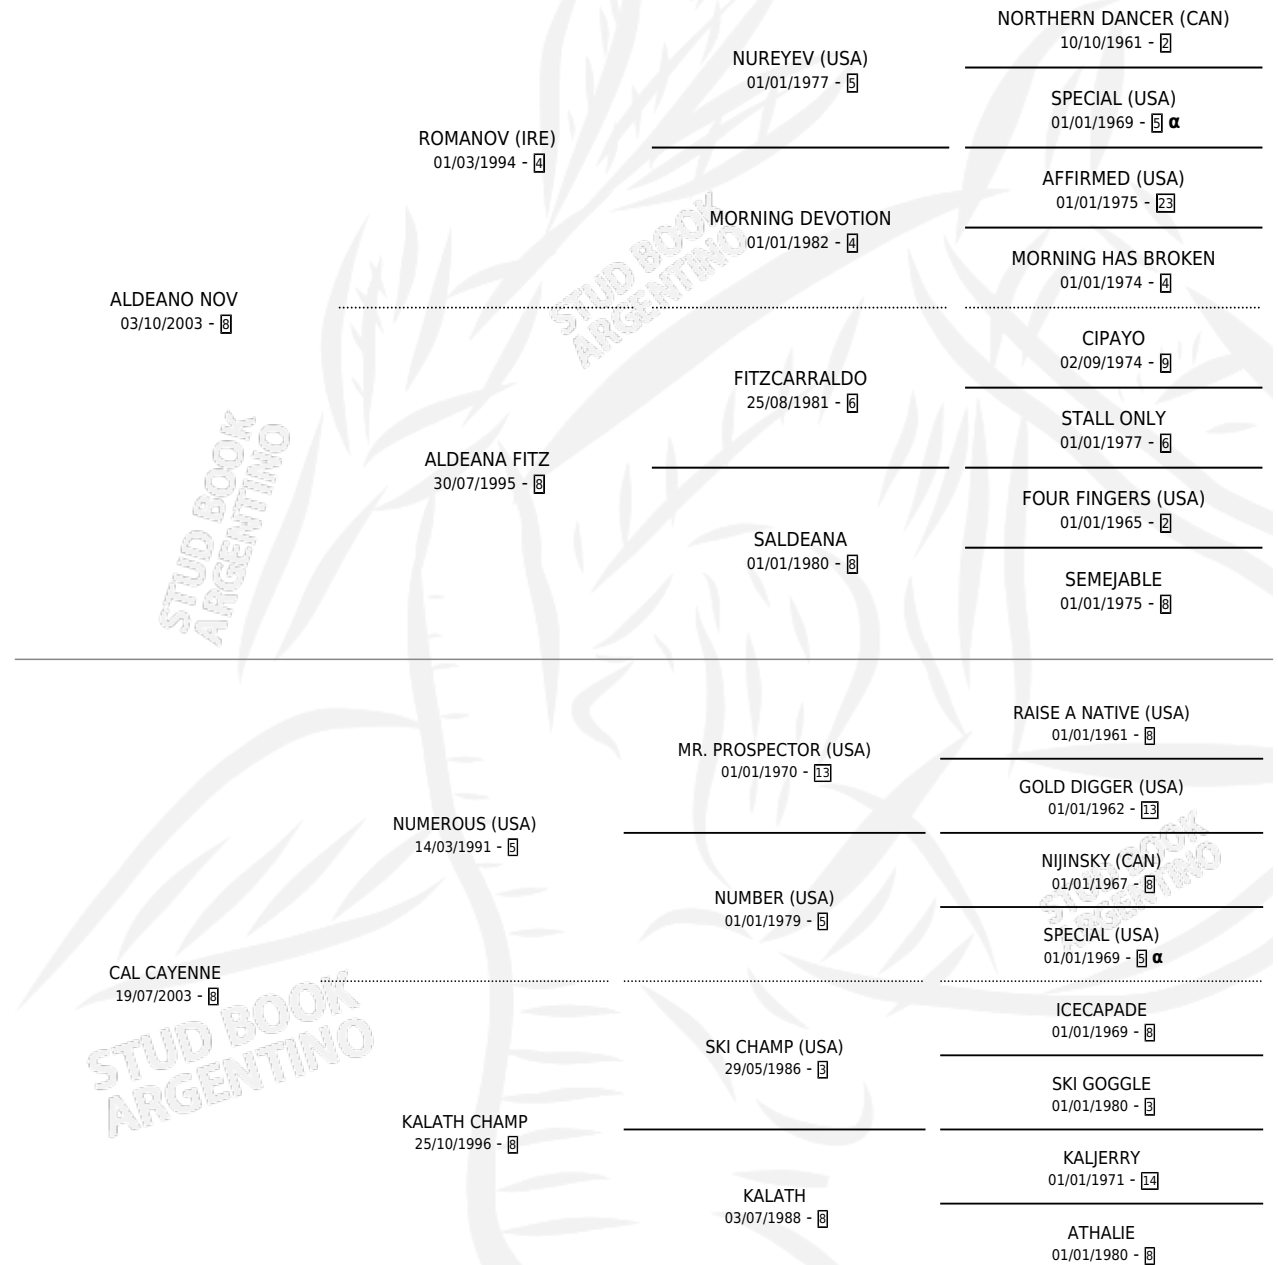 NORTHERN DANCER (CAN)
10/10/1961 - 2
NUREYEV (USA)
01/01/1977 - 5
SPECIAL (USA)
01/01/1969 - 5 α
ROMANOV (IRE)
01/03/1994 - 4
AFFIRMED (USA)
01/01/1975 - 23
MORNING DEVOTION
01/01/1982 - 4
MORNING HAS BROKEN
01/01/1974 - 4
ALDEANO NOV
03/10/2003 - 8
CIPAYO
02/09/1974 - 9
FITZCARRALDO
25/08/1981 - 6
STALL ONLY
01/01/1977 - 6
ALDEANA FITZ
30/07/1995 - 8
FOUR FINGERS (USA)
01/01/1965 - 2
SALDEANA
01/01/1980 - 8
SEMEJABLE
01/01/1975 - 8
RAISE A NATIVE (USA)
01/01/1961 - 8
MR. PROSPECTOR (USA)
01/01/1970 - 13
GOLD DIGGER (USA)
01/01/1962 - 13
NUMEROUS (USA)
14/03/1991 - 5
NIJINSKY (CAN)
01/01/1967 - 8
NUMBER (USA)
01/01/1979 - 5
SPECIAL (USA)
01/01/1969 - 5 α
CAL CAYENNE
19/07/2003 - 8
ICECAPADE
01/01/1969 - 8
SKI CHAMP (USA)
29/05/1986 - 3
SKI GOGGLE
01/01/1980 - 3
KALATH CHAMP
25/10/1996 - 8
KALJERRY
01/01/1971 - 14
KALATH
03/07/1988 - 8
ATHALIE
01/01/1980 - 8
STUD BOOK
ARGENTINO
STUD BOOK
ARGENTINO
STUD BOOK
ARGENTINO
STUD BOOK
ARGENTINO